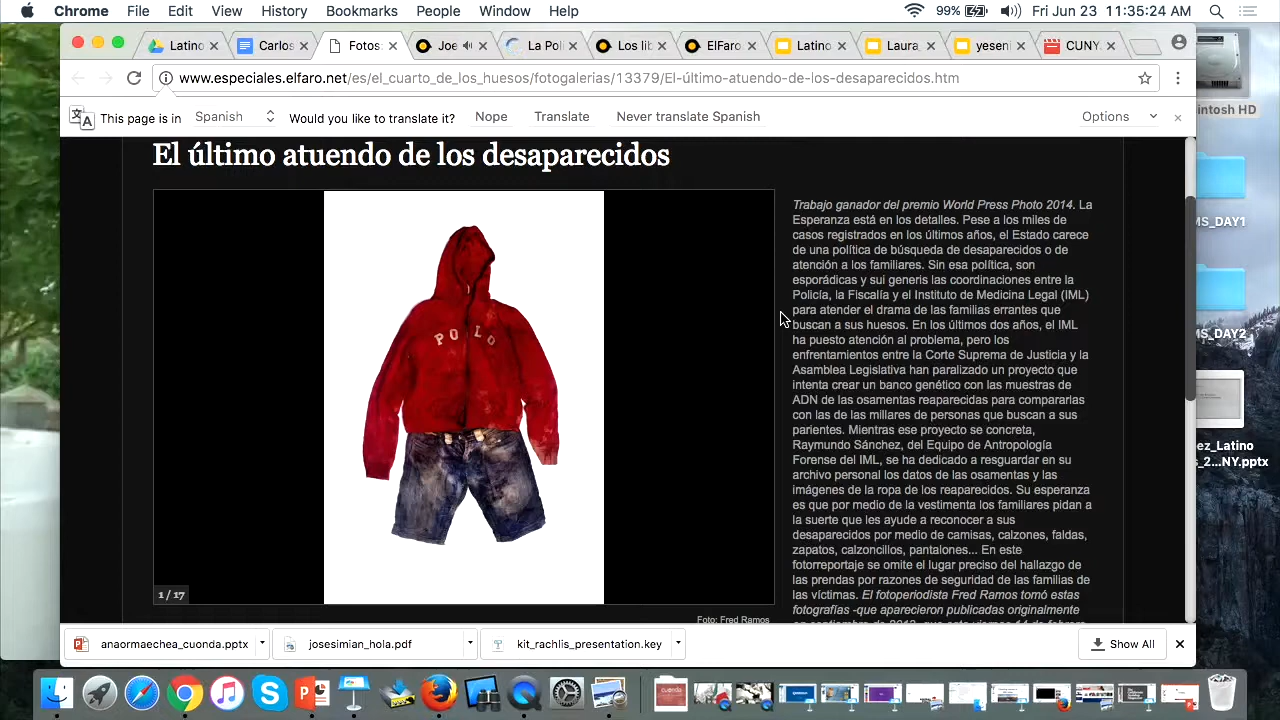 Chrome File Edit View History Bookmarks People Window Help 99% Fri Jun 23 11:35:24 AM
Latino Carlos Fotos Joe La Pol Los lib ElFaro Latino Laura yeseni CUNY
www.especiales.elfaro.net/es/el_cuarto_de_los_huesos/fotogalerias/13379/El-último-atuendo-de-los-desaparecidos.htm
This page is in Spanish Would you like to translate it? Nope Translate Never translate Spanish Options
intosh HD
MS_DAY1
MS_DAY2
ez_Latino
s_2...NY.pptx
El último atuendo de los desaparecidos
POLO
1 / 17
Foto: Fred Ramos
Trabajo ganador del premio World Press Photo 2014. La
Esperanza está en los detalles. Pese a los miles de
casos registrados en los últimos años, el Estado carece
de una política de búsqueda de desaparecidos o de
atención a los familiares. Sin esa política, son
esporádicas y sui generis las coordinaciones entre la
Policía, la Fiscalía y el Instituto de Medicina Legal (IML)
para atender el drama de las familias errantes que
buscan a sus huesos. En los últimos dos años, el IML
ha puesto atención al problema, pero los
enfrentamientos entre la Corte Suprema de Justicia y la
Asamblea Legislativa han paralizado un proyecto que
intenta crear un banco genético con las muestras de
ADN de las osamentas reaparecidas para compararlas
con las de las millares de personas que buscan a sus
parientes. Mientras ese proyecto se concreta,
Raymundo Sánchez, del Equipo de Antropología
Forense del IML, se ha dedicado a resguardar en su
archivo personal los datos de las osamentas y las
imágenes de la ropa de los reaparecidos. Su esperanza
es que por medio de la vestimenta los familiares pidan a
la suerte que les ayude a reconocer a sus
desaparecidos por medio de camisas, calzones, faldas,
zapatos, calzoncillos, pantalones... En este
fotorreportaje se omite el lugar preciso del hallazgo de
las prendas por razones de seguridad de las familias de
las víctimas. El fotoperiodista Fred Ramos tomó estas
fotografías -que aparecieron publicadas originalmente
anaormaechea_cuonda.pptx josesimian_hola.pdf kit_rachlis_presentation.key Show All